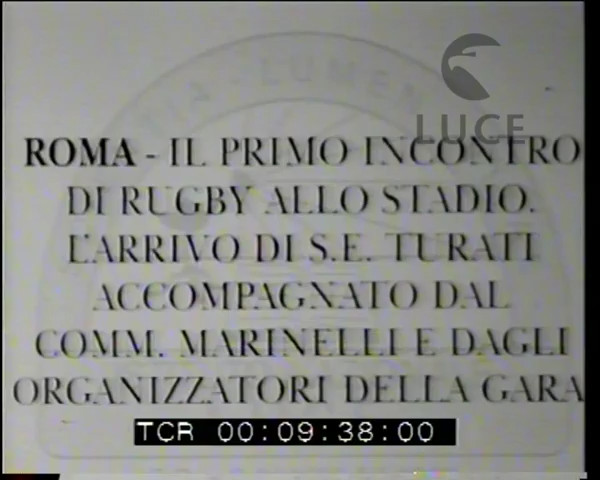 LUCE
ROMA - IL PRIMO INCONTRO
DI RUGBY ALLO STADIO.
L'ARRIVO DI S.E. TURATI
ACCOMPAGNATO DAL
COMM. MARINELLI E DAGLI
ORGANIZZATORI DELLA GARA
TCR 00:09:38:00